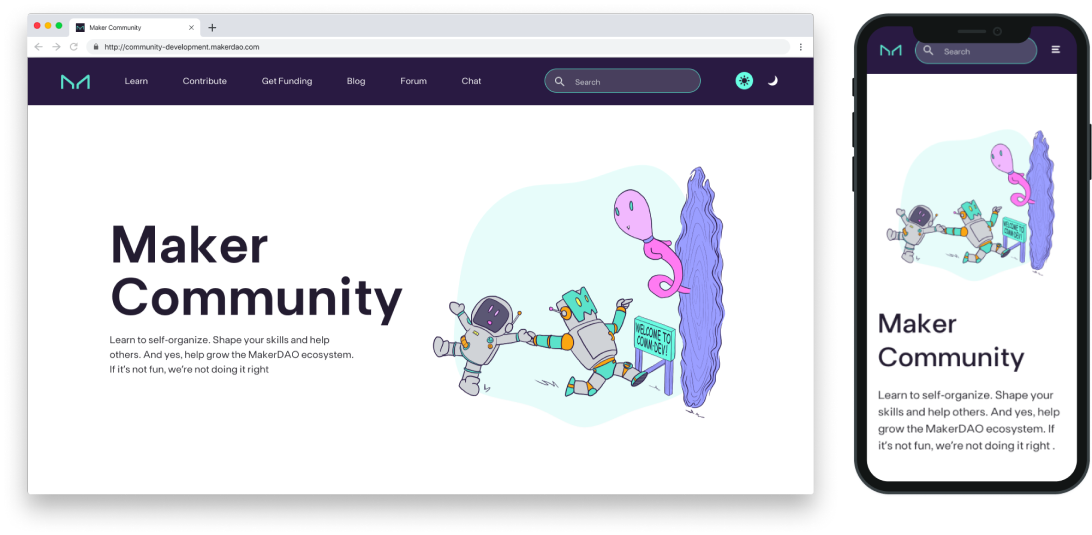 Maker Community
http://community-development.makerdao.com
Learn Contribute Get Funding Blog Forum Chat Search
Maker
Community
Learn to self-organize. Shape your skills and help
others. And yes, help grow the MakerDAO ecosystem.
If it's not fun, we're not doing it right
WELCOME TO
COMM-DEV!
Search
WELCOME TO
COMM-DEV!
Maker
Community
Learn to self-organize. Shape your
skills and help others. And yes, help
grow the MakerDAO ecosystem. If
it's not fun, we're not doing it right .